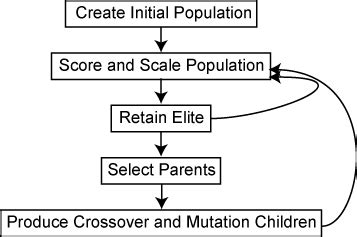 Create Initial Population
Score and Scale Population
Retain Elite
Select Parents
Produce Crossover and Mutation Children